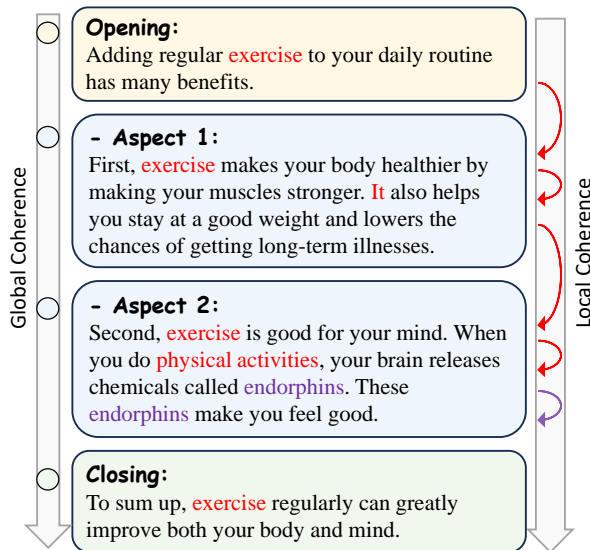 Opening:
Adding regular exercise to your daily routine
has many benefits.
- Aspect 1:
First, exercise makes your body healthier by
making your muscles stronger. It also helps
you stay at a good weight and lowers the
chances of getting long-term illnesses.
- Aspect 2:
Second, exercise is good for your mind. When
you do physical activities, your brain releases
chemicals called endorphins. These
endorphins make you feel good.
Closing:
To sum up, exercise regularly can greatly
improve both your body and mind.
Global Coherence
Local Coherence